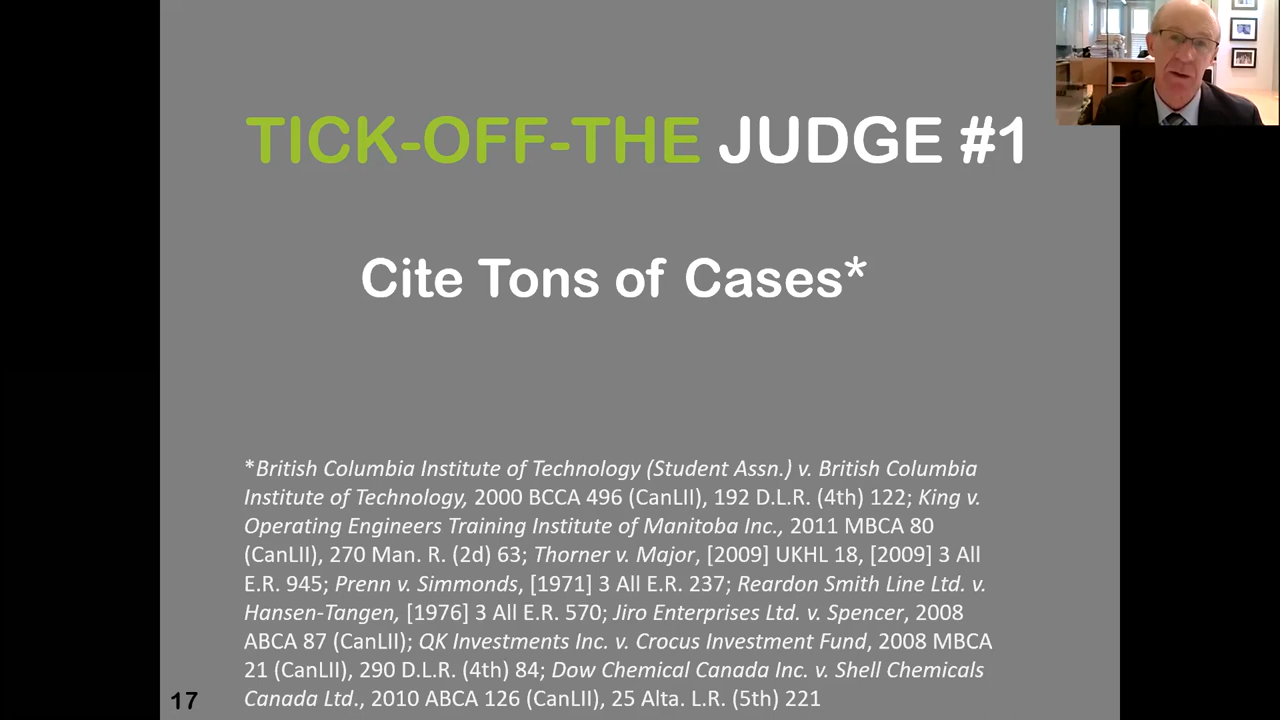 TICK-OFF-THE JUDGE #1
Cite Tons of Cases*
*British Columbia Institute of Technology (Student Assn.) v. British Columbia
Institute of Technology, 2000 BCCA 496 (CanLII), 192 D.L.R. (4th) 122; King v.
Operating Engineers Training Institute of Manitoba Inc., 2011 MBCA 80
(CanLII), 270 Man. R. (2d) 63; Thorner v. Major, [2009] UKHL 18, [2009] 3 All
E.R. 945; Prenn v. Simmonds, [1971] 3 All E.R. 237; Reardon Smith Line Ltd. v.
Hansen-Tangen, [1976] 3 All E.R. 570; Jiro Enterprises Ltd. v. Spencer, 2008
ABCA 87 (CanLII); QK Investments Inc. v. Crocus Investment Fund, 2008 MBCA
21 (CanLII), 290 D.L.R. (4th) 84; Dow Chemical Canada Inc. v. Shell Chemicals
Canada Ltd., 2010 ABCA 126 (CanLII), 25 Alta. L.R. (5th) 221
17